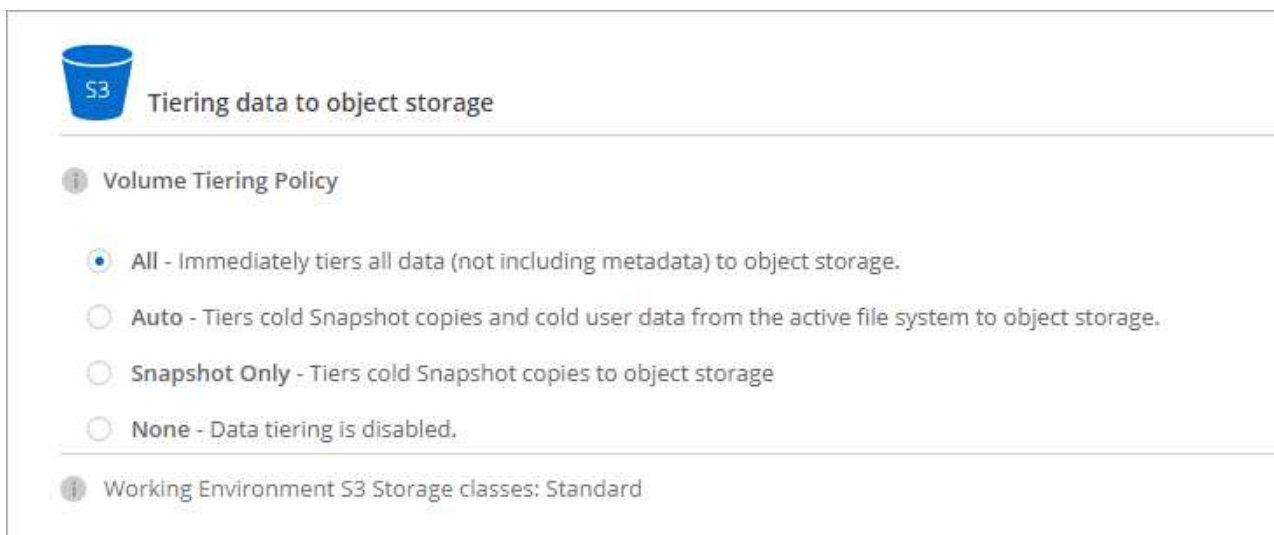 S3
Tiering data to object storage
i Volume Tiering Policy
All - Immediately tiers all data (not including metadata) to object storage.
Auto - Tiers cold Snapshot copies and cold user data from the active file system to object storage.
Snapshot Only - Tiers cold Snapshot copies to object storage
None - Data tiering is disabled.
i Working Environment S3 Storage classes: Standard